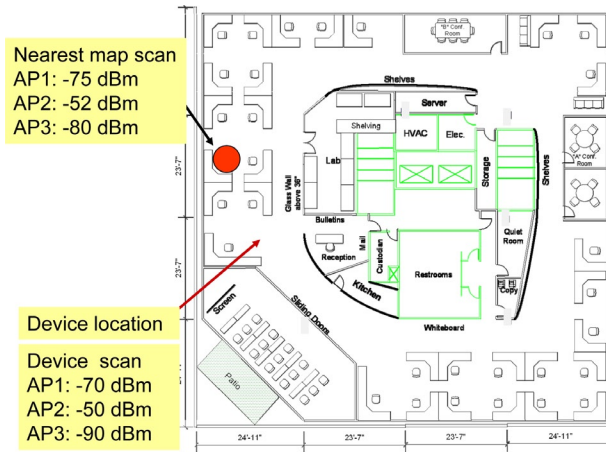 Nearest map scan
AP1: -75 dBm
AP2: -52 dBm
AP3: -80 dBm
"B" Conf.
Room
Shelves
Server
Shelving
HVAC
Elec.
Lab
Storage
Shelves
"A" Conf.
Room
Glass Wall
above 36"
23'-7"
Bulletins
Mail
Reception
Custodian
Quiet
Room
Restrooms
23'-7"
Kitchen
Copy
Screen
Sliding Doors
Whiteboard
Patio
Device location
Device scan
AP1: -70 dBm
AP2: -50 dBm
AP3: -90 dBm
24'-11"
23'-7"
23'-7"
24'-11"